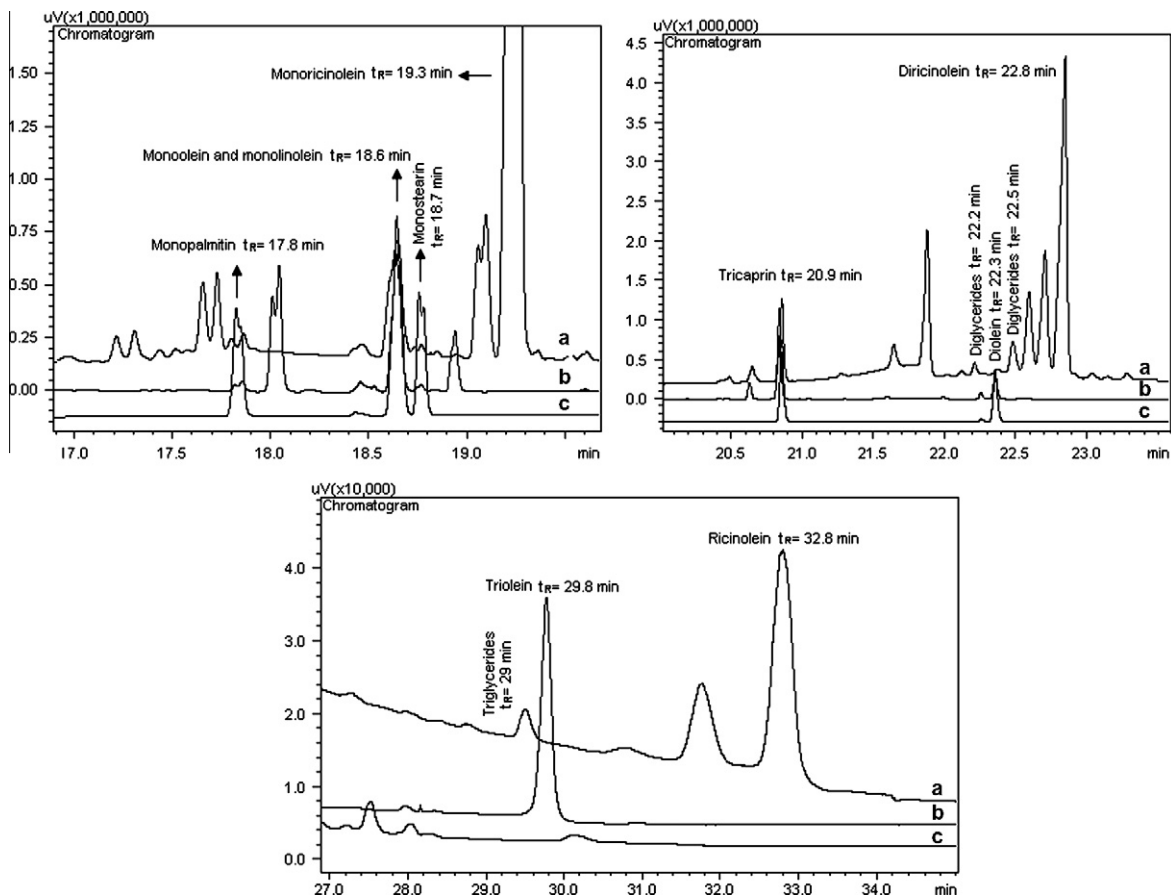 uV(x1,000,000)
Chromatogram
1.50
1.25
1.00
0.75
0.50
0.25
0.00
Monoricinolein tR= 19.3 min
Monoolein and monolinolein tR= 18.6 min
Monostearin
tR= 18.7 min
Monopalmitin tR= 17.8 min
a
b
c
17.0 17.5 18.0 18.5 19.0 min
uV(x1,000,000)
Chromatogram
4.5
4.0
3.5
3.0
2.5
2.0
1.5
1.0
0.5
0.0
Diricinolein tR= 22.8 min
Tricaprin tR= 20.9 min
Diglycerides tR= 22.2 min
Diolein tR= 22.3 min
Diglycerides tR= 22.5 min
a
b
c
20.5 21.0 21.5 22.0 22.5 23.0 min
uV(x10,000)
Chromatogram
4.0
3.0
2.0
1.0
0.0
Ricinolein tR= 32.8 min
Triolein tR= 29.8 min
Triglycerides
tR= 29 min
a
b
c
27.0 28.0 29.0 30.0 31.0 32.0 33.0 34.0 min